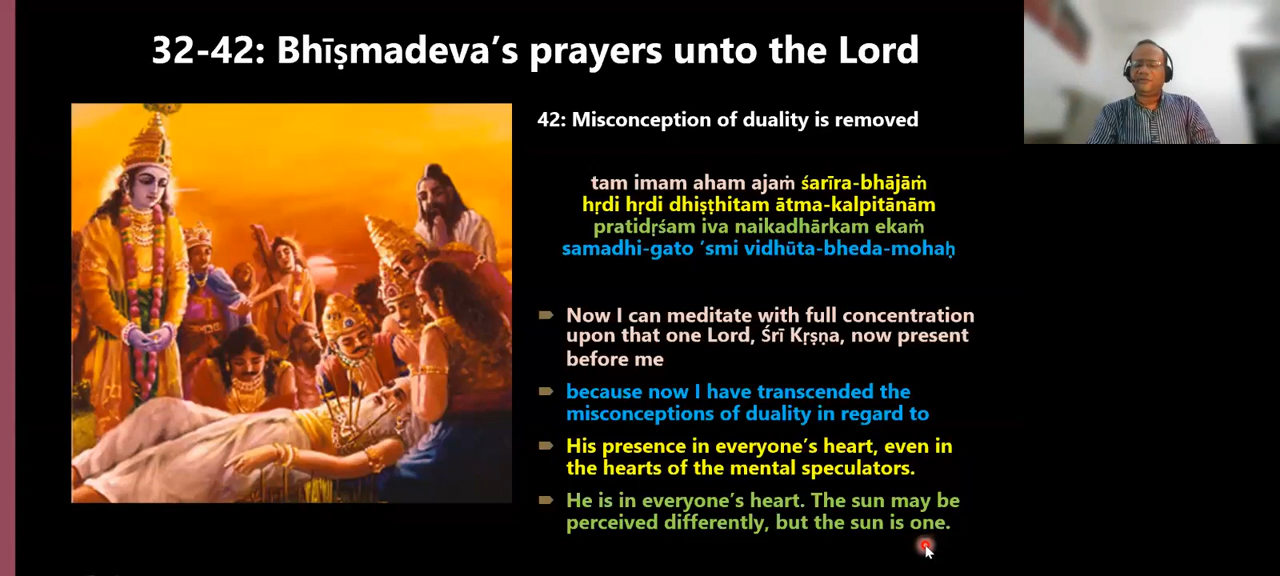 32-42: Bhīṣmadeva’s prayers unto the Lord
42: Misconception of duality is removed
tam imam aham ajaṁ śarīra-bhājāṁ
hṛdi hṛdi dhiṣṭhitam ātma-kalpitānām
pratidṛśam iva naikadhārkam ekaṁ
samadhi-gato ’smi vidhūta-bheda-mohaḥ
Now I can meditate with full concentration
upon that one Lord, Śrī Kṛṣṇa, now present
before me
because now I have transcended the
misconceptions of duality in regard to
His presence in everyone’s heart, even in
the hearts of the mental speculators.
He is in everyone’s heart. The sun may be
perceived differently, but the sun is one.